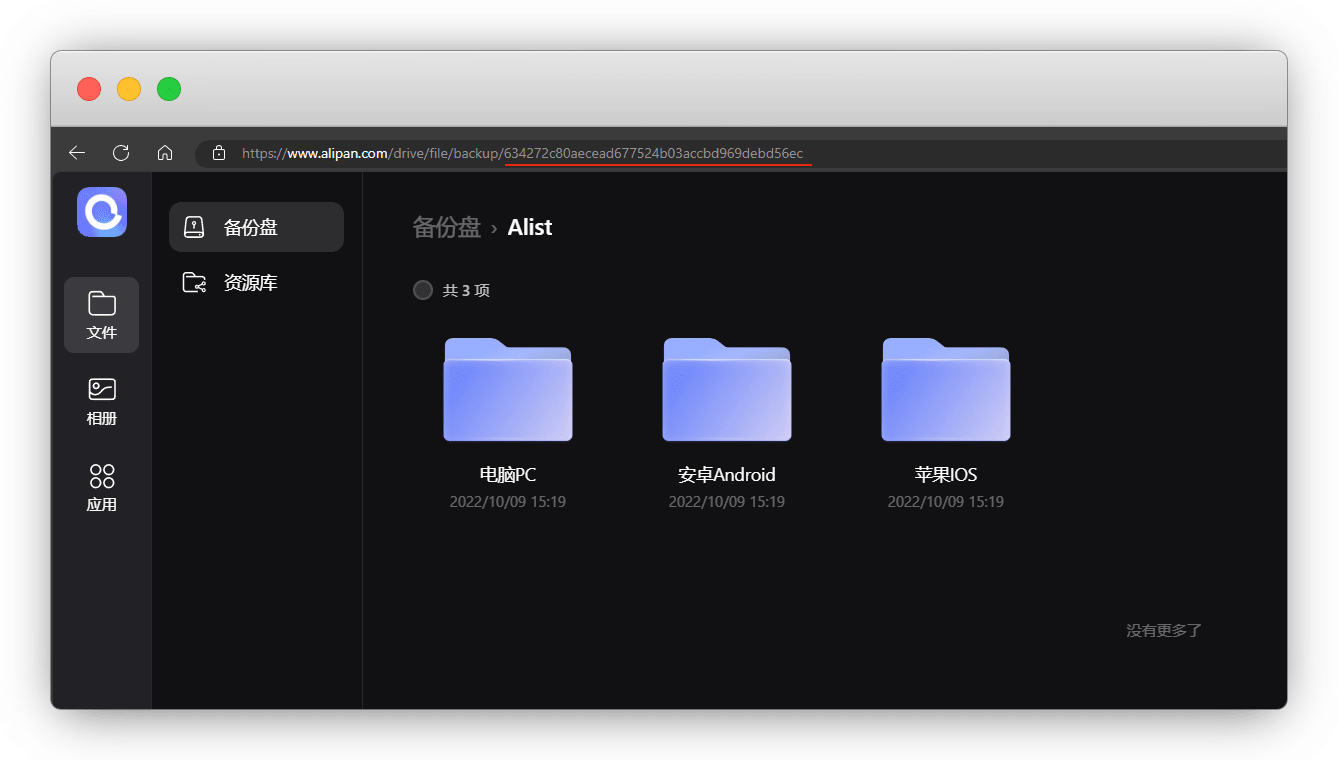 https://www.alipan.com/drive/file/backup/634272c80aecead677524b03accbd969debd56ec
备份盘
资源库
文件
相册
应用
备份盘 › Alist
共 3 项
电脑PC
2022/10/09 15:19
安卓Android
2022/10/09 15:19
苹果IOS
2022/10/09 15:19
没有更多了